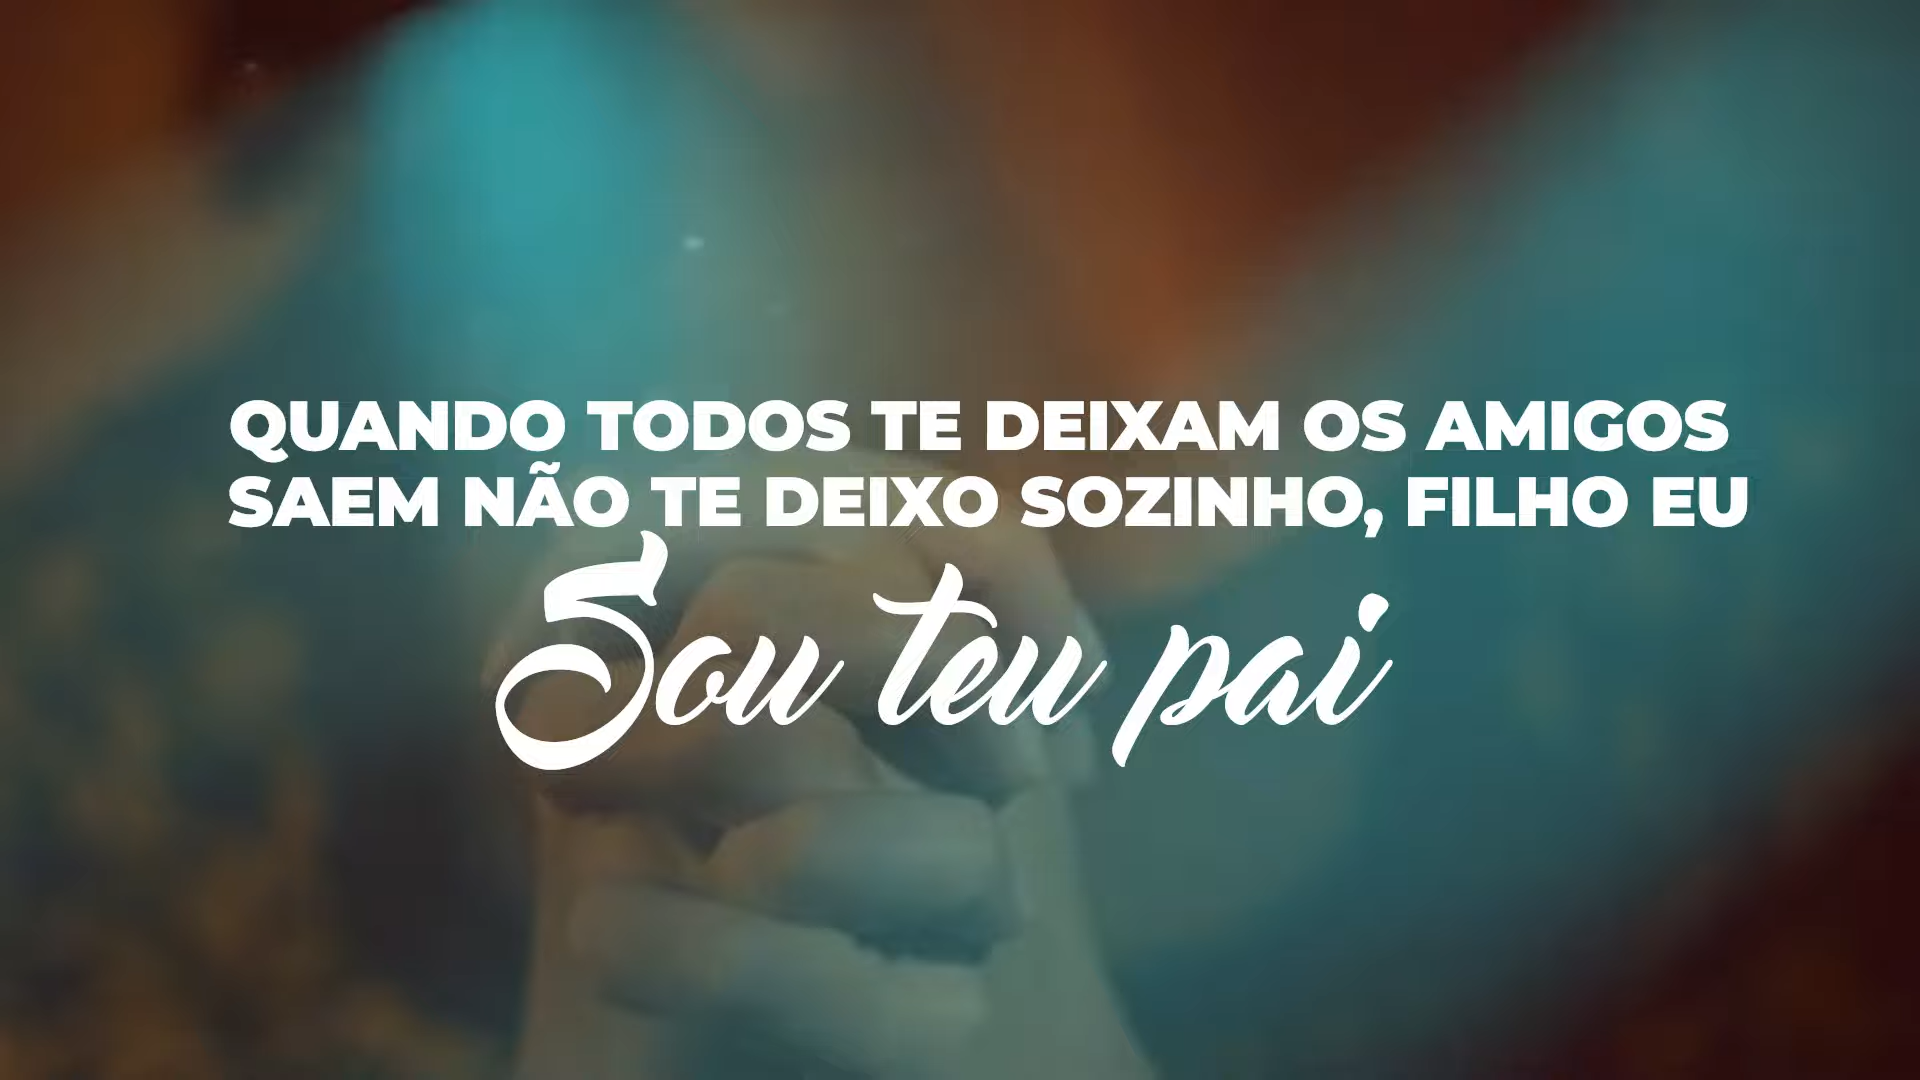 QUANDO TODOS TE DEIXAM OS AMIGOS
SAEM NÃO TE DEIXO SOZINHO, FILHO EU
Sou teu pai